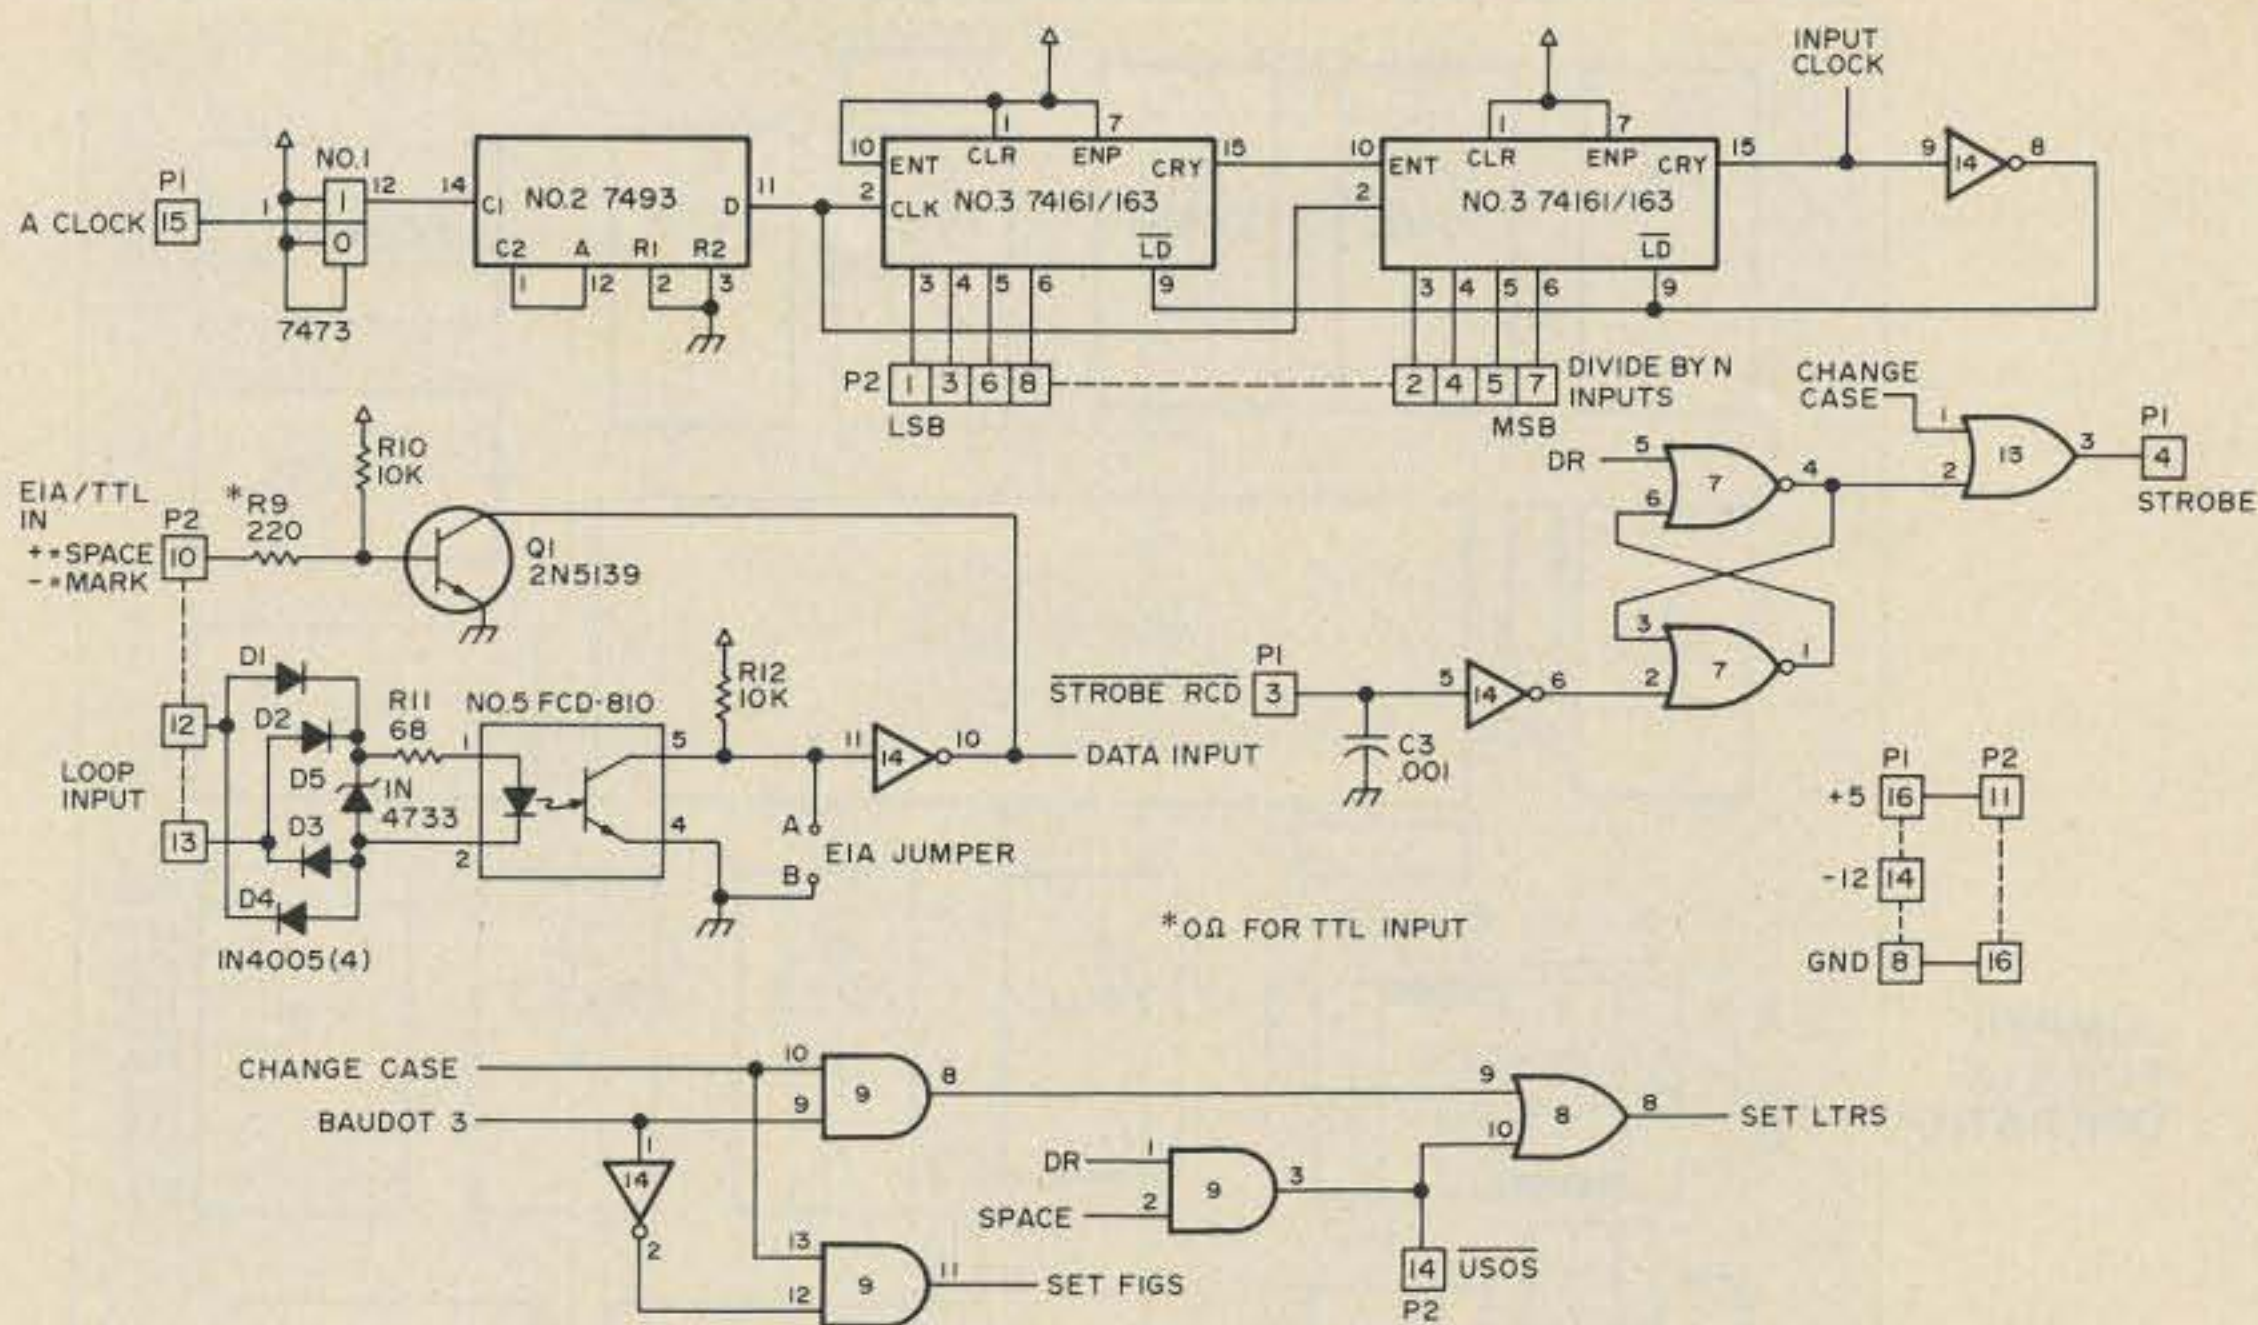 INPUT
CLOCK
A CLOCK
P1
15
1
NO.1
1
0
12
7473
14
C1
NO.2 7493
D
11
C2
A
R1
R2
1
12
2
3
10
2
ENT
CLR
ENP
CRY
1
7
15
CLK
NO.3 74161/163
LD
3
4
5
6
9
10
2
ENT
CLR
ENP
CRY
1
7
15
NO.3 74161/163
LD
3
4
5
6
9
9
14
8
P2
1
3
6
8
LSB
2
4
5
7
MSB
DIVIDE BY N
INPUTS
CHANGE
CASE
1
2
13
3
P1
4
STROBE
DR
5
6
7
4
3
2
7
1
EIA/TTL
IN
+=SPACE
-=MARK
P2
10
*R9
220
R10
10K
Q1
2N5139
12
LOOP
INPUT
13
D1
D2
D5
D3
D4
IN
4733
IN4005(4)
R11
68
1
2
NO.5 FCD-810
5
4
R12
10K
11
14
10
DATA INPUT
A
B
EIA JUMPER
STROBE RCD
P1
3
5
14
6
C3
.001
*0Ω FOR TTL INPUT
P1
P2
+5
16
11
-12
14
GND
8
16
CHANGE CASE
BAUDOT 3
10
9
9
8
1
14
2
13
12
9
11
SET FIGS
DR
SPACE
1
2
9
3
9
10
8
8
SET LTRS
14
USOS
P2